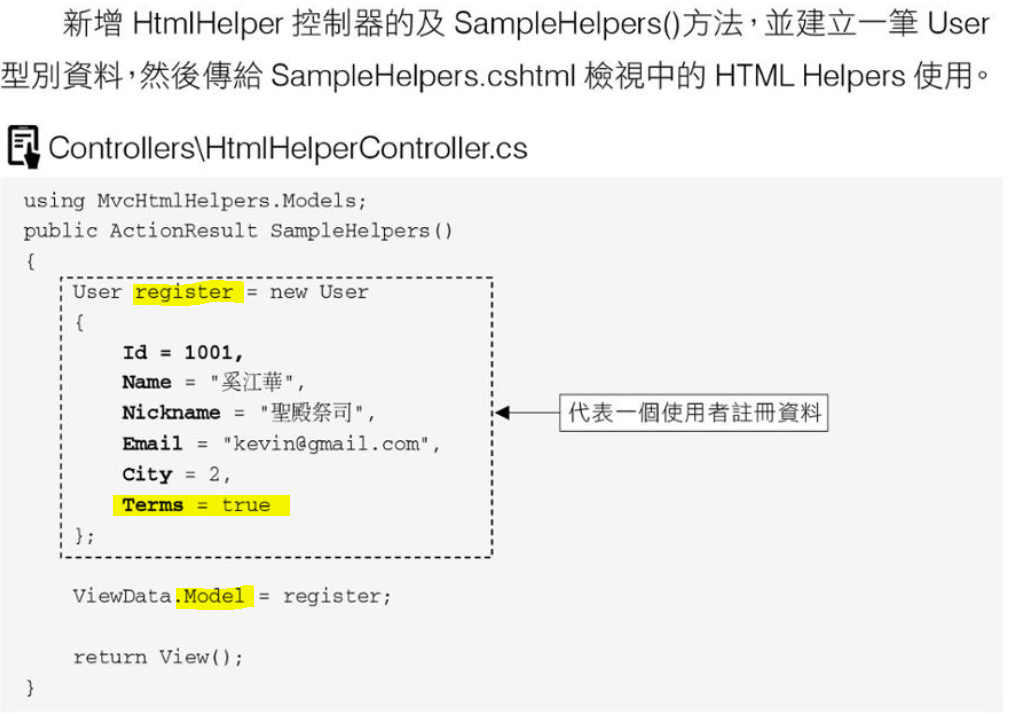 新增 HtmlHelper 控制器的及 SampleHelpers()方法，並建立一筆 User
型別資料，然後傳給 SampleHelpers.cshtml 檢視中的 HTML Helpers 使用。
Controllers\HtmlHelperController.cs
using MvcHtmlHelpers.Models;
public ActionResult SampleHelpers()
{
User register = new User
{
Id = 1001,
Name = "奚江華",
Nickname = "聖殿祭司",
代表一個使用者註冊資料
Email = "kevin@gmail.com",
City = 2,
Terms = true
};
ViewData.Model = register;
return View();
}